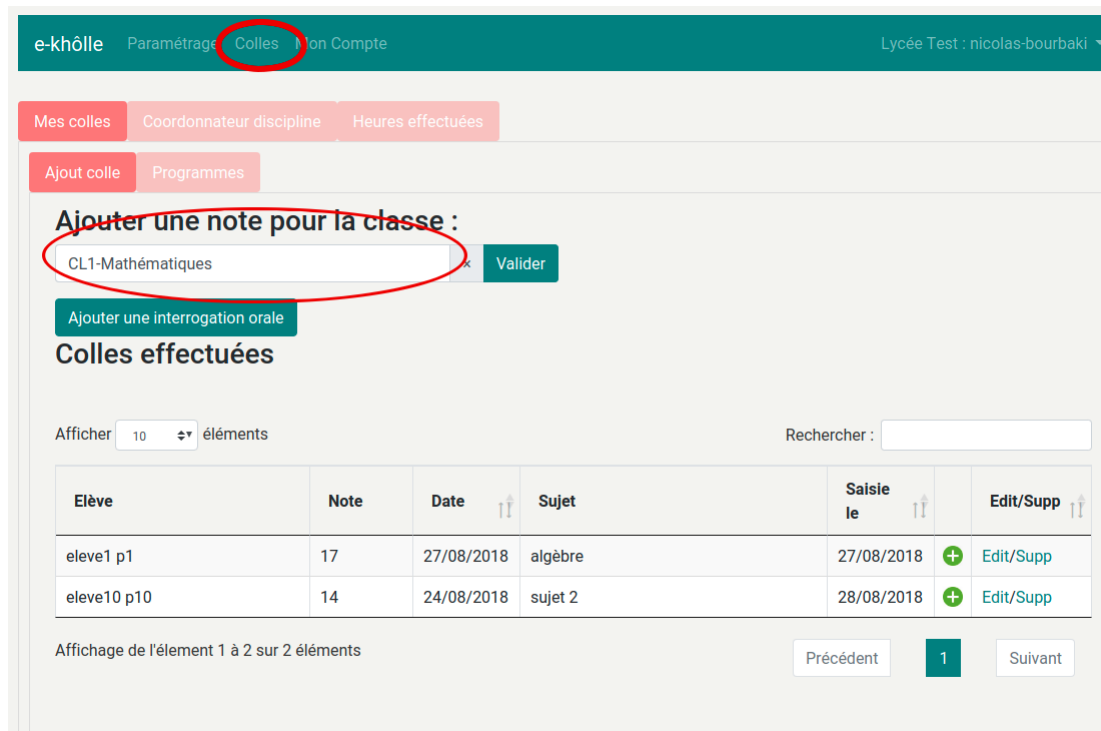 e-khôlle Paramétrage Colles Mon Compte Lycée Test : nicolas-bourbaki
Mes colles Coordonnateur discipline Heures effectuées
Ajout colle Programmes
Ajouter une note pour la classe :
CL1-Mathématiques × Valider
Ajouter une interrogation orale
Colles effectuées
Afficher 10 éléments Rechercher :
Elève Note Date Sujet Saisie le Edit/Supp
eleve1 p1 17 27/08/2018 algèbre 27/08/2018 Edit/Supp
eleve10 p10 14 24/08/2018 sujet 2 28/08/2018 Edit/Supp
Affichage de l'élement 1 à 2 sur 2 éléments Précédent 1 Suivant